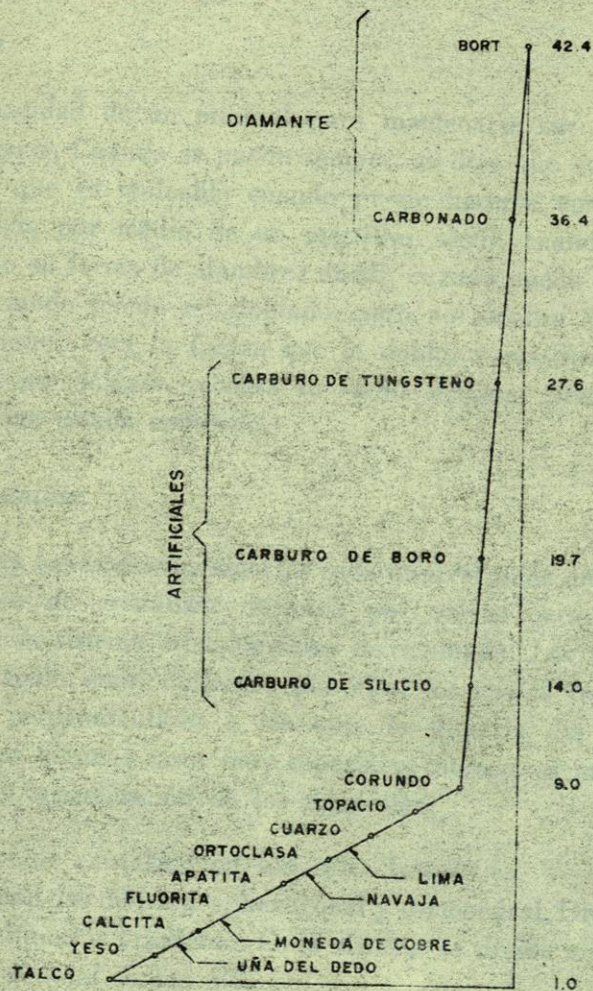 BORT 42.4
DIAMANTE
CARBONADO 36.4
CARBURO DE TUNGSTENO 27.6
ARTIFICIALES
CARBURO DE BORO 19.7
CARBURO DE SILICIO 14.0
CORUNDO 9.0
TOPACIO
CUARZO
ORTOCLASA
LIMA
APATITA
NAVAJA
FLUORITA
CALCITA
MONEDA DE COBRE
YESO
UÑA DEL DEDO
TALCO 1.0